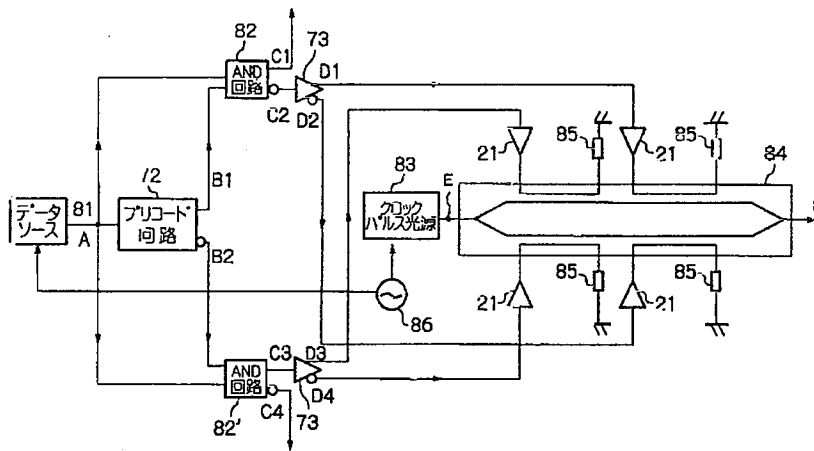 82
C1
73
AND
回路
D1
C2
D2
85
85
21
21
84
83
E
クロック
パルス光源
72
B1
データ
ソース
81
A
プリコード
回路
B2
85
85
21
21
86
AND
回路
C3
D3
D4
82'
C4
73